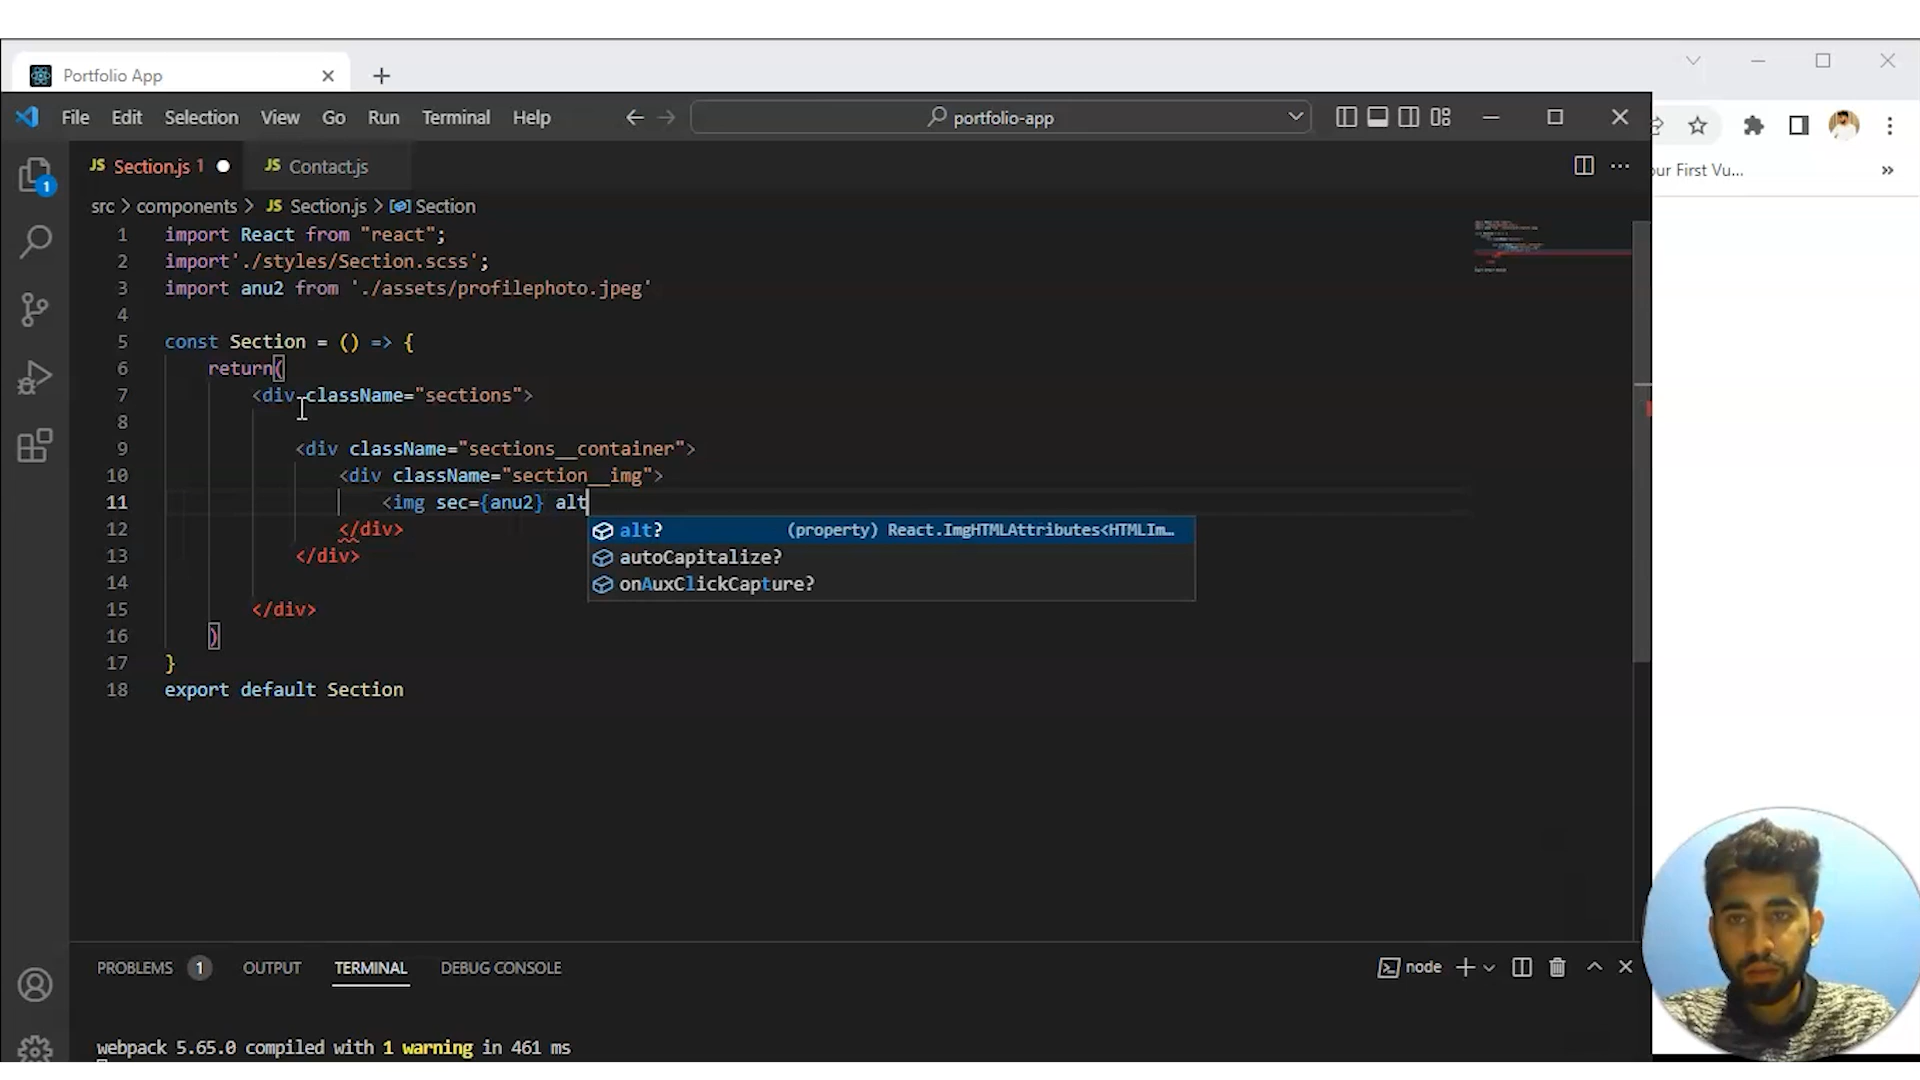 Portfolio App
File Edit Selection View Go Run Terminal Help
portfolio-app
our First Vu...
»
1
JS Section.js 1
JS Contact.js
src > components > JS Section.js > Section
1 import React from "react";
2 import'./styles/Section.scss';
3 import anu2 from './assets/profilephoto.jpeg'
4
5 const Section = () => {
6 return(
7 <div className="sections">
8
9 <div className="sections__container">
10 <div className="section__img">
11 <img sec={anu2} alt
12 </div>
alt? (property) React.ImgHTMLAttributes<HTMLIm...
13 </div>
autoCapitalize?
14
onAuxClickCapture?
15 </div>
16 )
17 }
18 export default Section
PROBLEMS 1 OUTPUT TERMINAL DEBUG CONSOLE
node
webpack 5.65.0 compiled with 1 warning in 461 ms